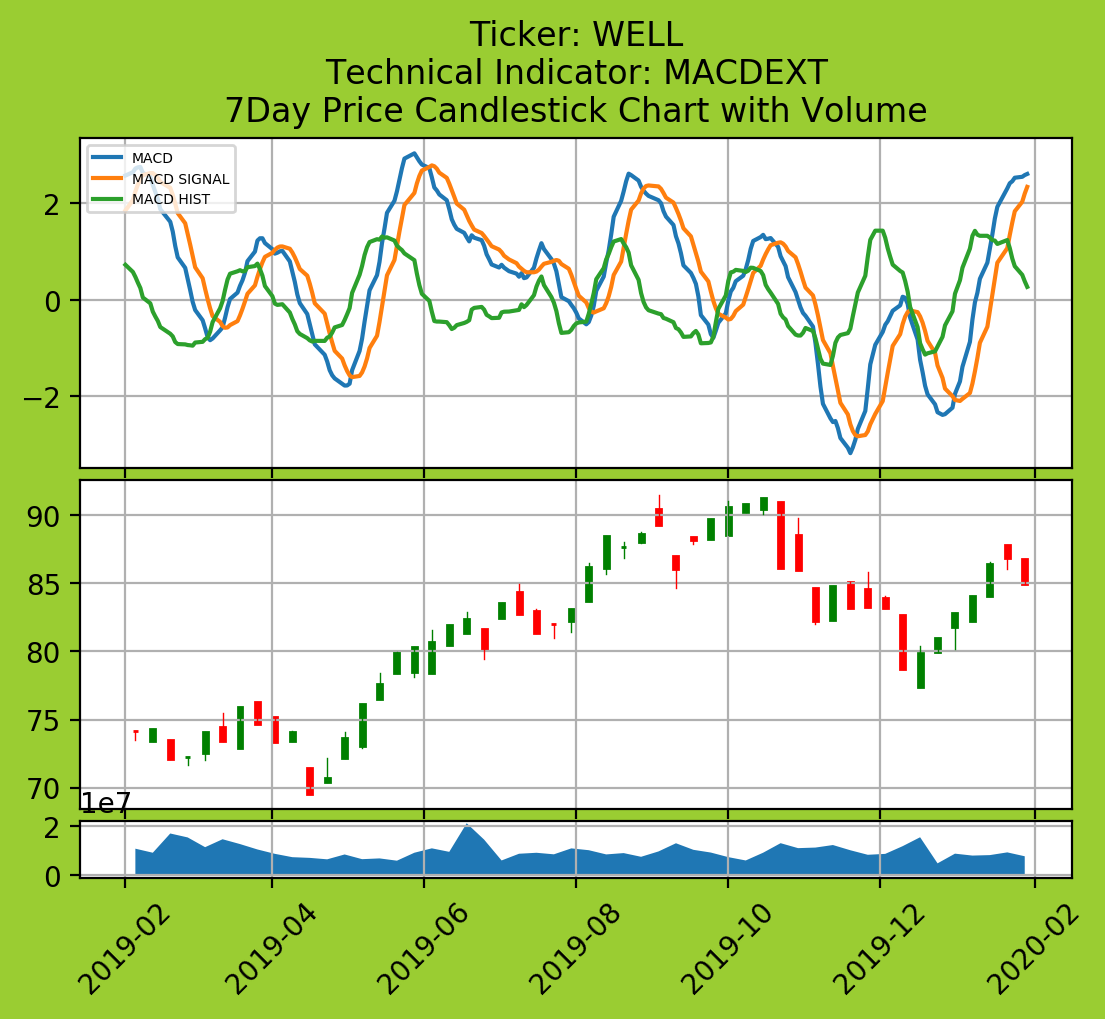 Ticker: WELL
Technical Indicator: MACDEXT
7Day Price Candlestick Chart with Volume
MACD
MACD SIGNAL
MACD HIST
2
0
−2
90
85
80
75
70
1e7
2
0
2019-02
2019-04
2019-06
2019-08
2019-10
2019-12
2020-02